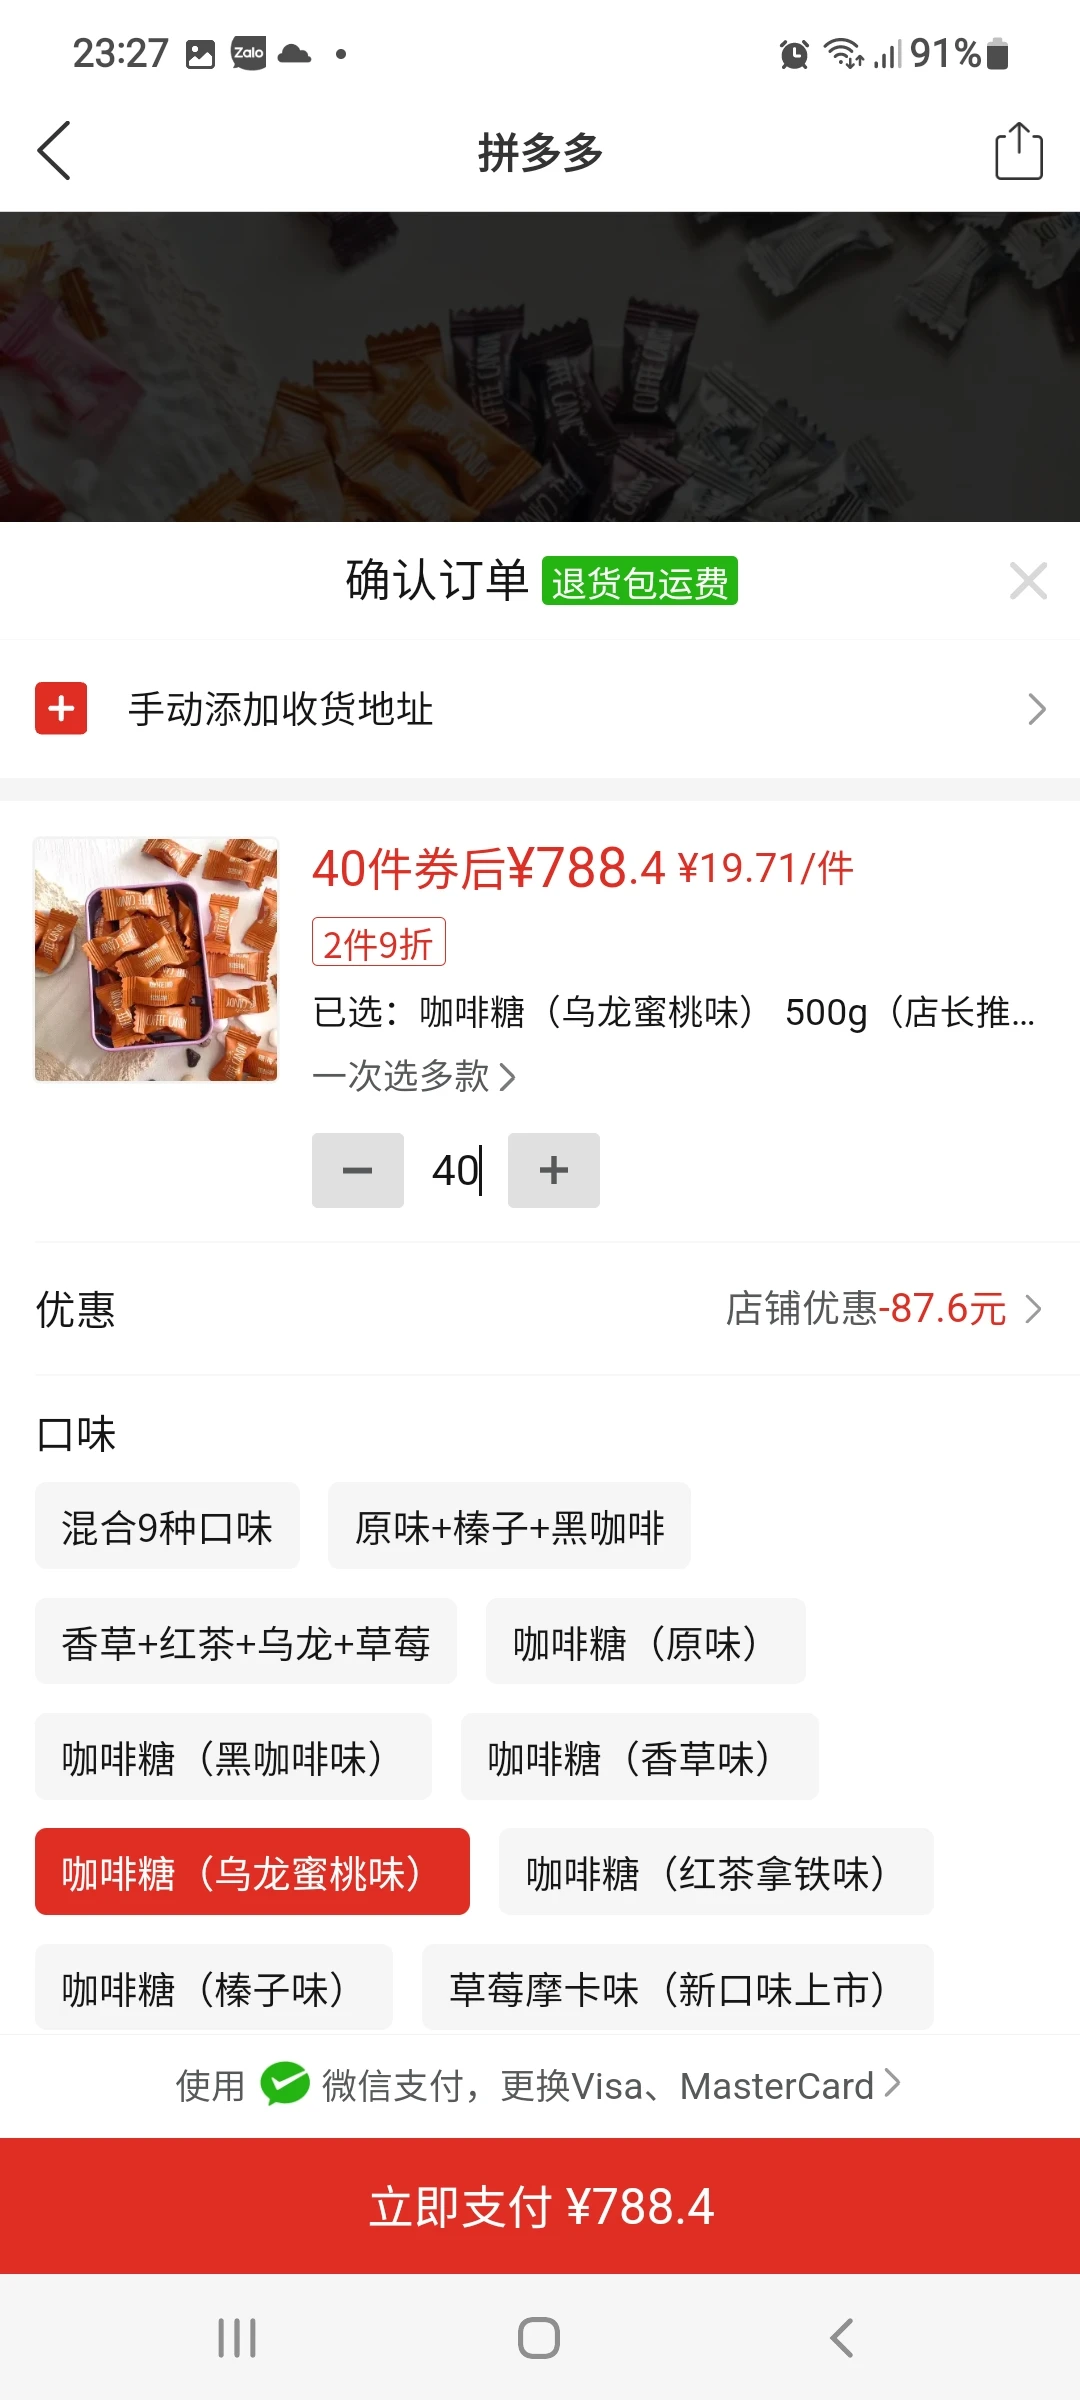 23:27 Zalo 91%
拼多多
确认订单 退货包运费
手动添加收货地址
40件券后¥788.4 ¥19.71/件
2件9折
已选：咖啡糖（乌龙蜜桃味） 500g（店长推...
一次选多款
40
优惠 店铺优惠-87.6元
口味
混合9种口味 原味+榛子+黑咖啡
香草+红茶+乌龙+草莓 咖啡糖（原味）
咖啡糖（黑咖啡味） 咖啡糖（香草味）
咖啡糖（乌龙蜜桃味） 咖啡糖（红茶拿铁味）
咖啡糖（榛子味） 草莓摩卡味（新口味上市）
使用 微信支付，更换Visa、MasterCard
立即支付 ¥788.4